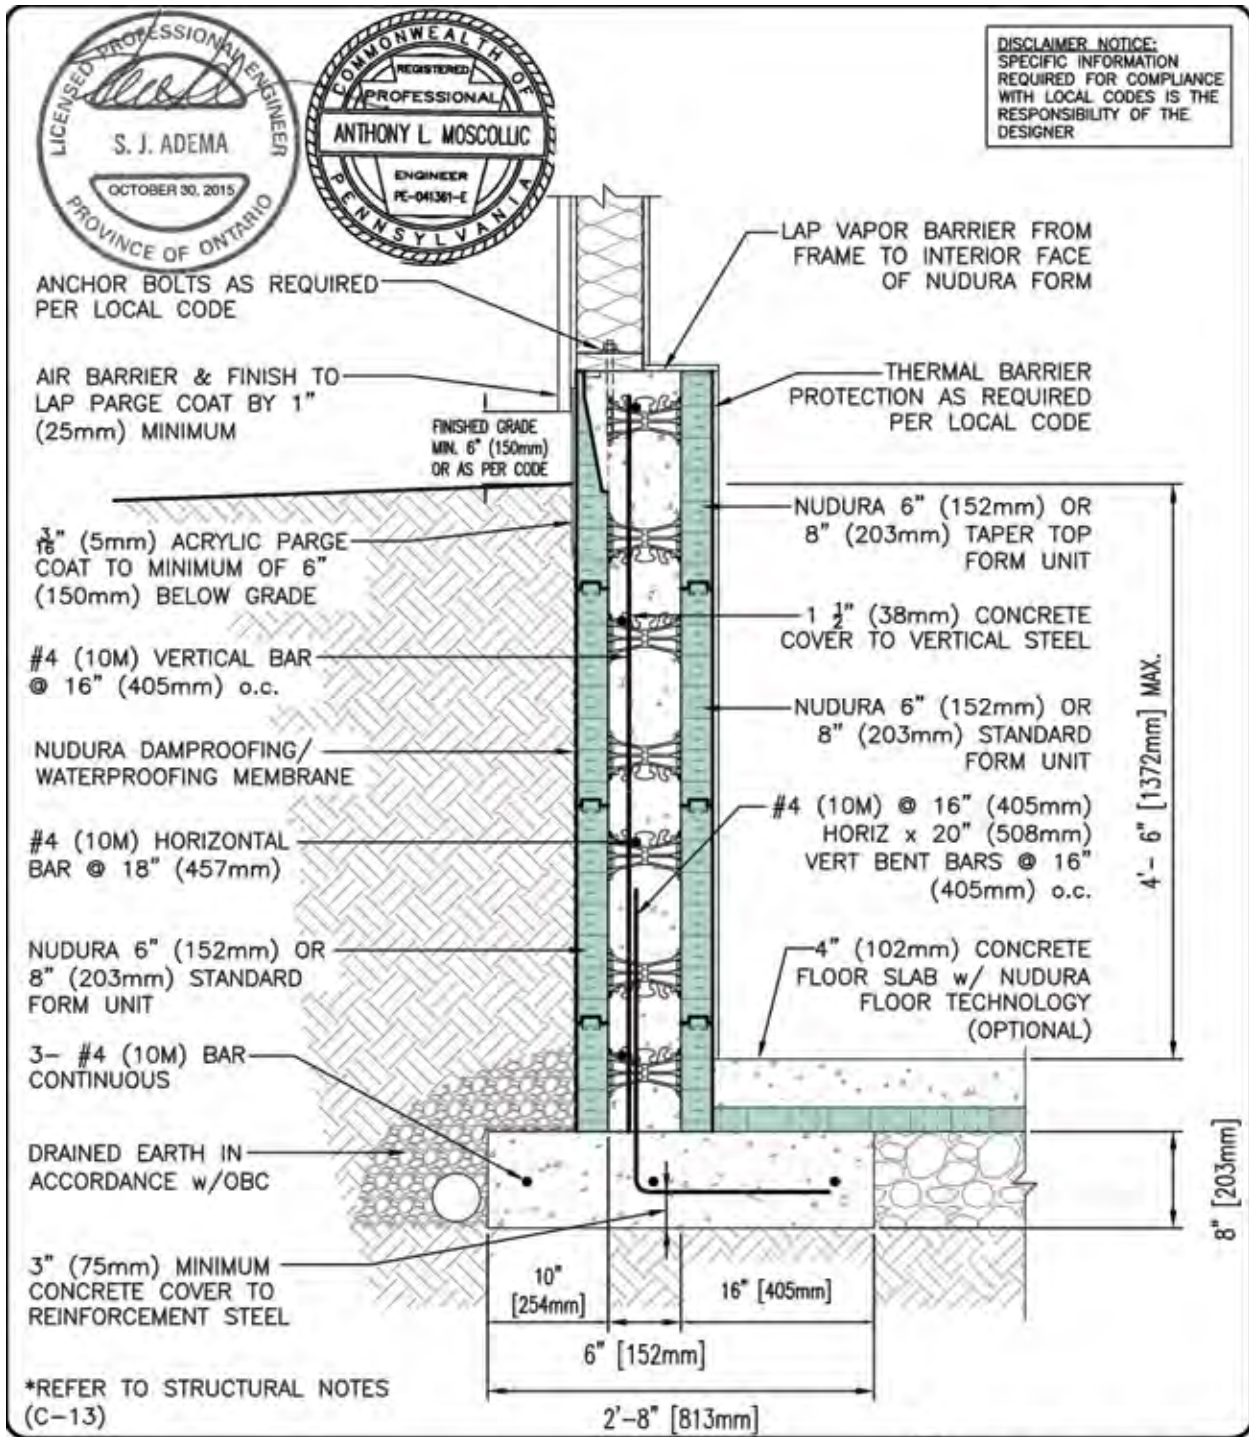 LICENSED PROFESSIONAL ENGINEER
S. J. ADEMA
OCTOBER 30, 2015
PROVINCE OF ONTARIO
COMMONWEALTH OF
REGISTERED
PROFESSIONAL
ANTHONY L. MOSCOLLIC
ENGINEER
PE-041361-E
PENNSYLVANIA
DISCLAIMER NOTICE:
SPECIFIC INFORMATION
REQUIRED FOR COMPLIANCE
WITH LOCAL CODES IS THE
RESPONSIBILITY OF THE
DESIGNER
ANCHOR BOLTS AS REQUIRED
PER LOCAL CODE
AIR BARRIER & FINISH TO
LAP PARGE COAT BY 1"
(25mm) MINIMUM
FINISHED GRADE
MIN. 6" (150mm)
OR AS PER CODE
3/16" (5mm) ACRYLIC PARGE
COAT TO MINIMUM OF 6"
(150mm) BELOW GRADE
#4 (10M) VERTICAL BAR
@ 16" (405mm) o.c.
NUDURA DAMPROOFING/
WATERPROOFING MEMBRANE
#4 (10M) HORIZONTAL
BAR @ 18" (457mm)
NUDURA 6" (152mm) OR
8" (203mm) STANDARD
FORM UNIT
3- #4 (10M) BAR
CONTINUOUS
DRAINED EARTH IN
ACCORDANCE w/OBC
3" (75mm) MINIMUM
CONCRETE COVER TO
REINFORCEMENT STEEL
*REFER TO STRUCTURAL NOTES
(C-13)
LAP VAPOR BARRIER FROM
FRAME TO INTERIOR FACE
OF NUDURA FORM
THERMAL BARRIER
PROTECTION AS REQUIRED
PER LOCAL CODE
NUDURA 6" (152mm) OR
8" (203mm) TAPER TOP
FORM UNIT
1 1/2" (38mm) CONCRETE
COVER TO VERTICAL STEEL
NUDURA 6" (152mm) OR
8" (203mm) STANDARD
FORM UNIT
#4 (10M) @ 16" (405mm)
HORIZ x 20" (508mm)
VERT BENT BARS @ 16"
(405mm) o.c.
4" (102mm) CONCRETE
FLOOR SLAB w/ NUDURA
FLOOR TECHNOLOGY
(OPTIONAL)
4'- 6" [1372mm] MAX.
8" [203mm]
10"
[254mm]
16" [405mm]
6" [152mm]
2'-8" [813mm]